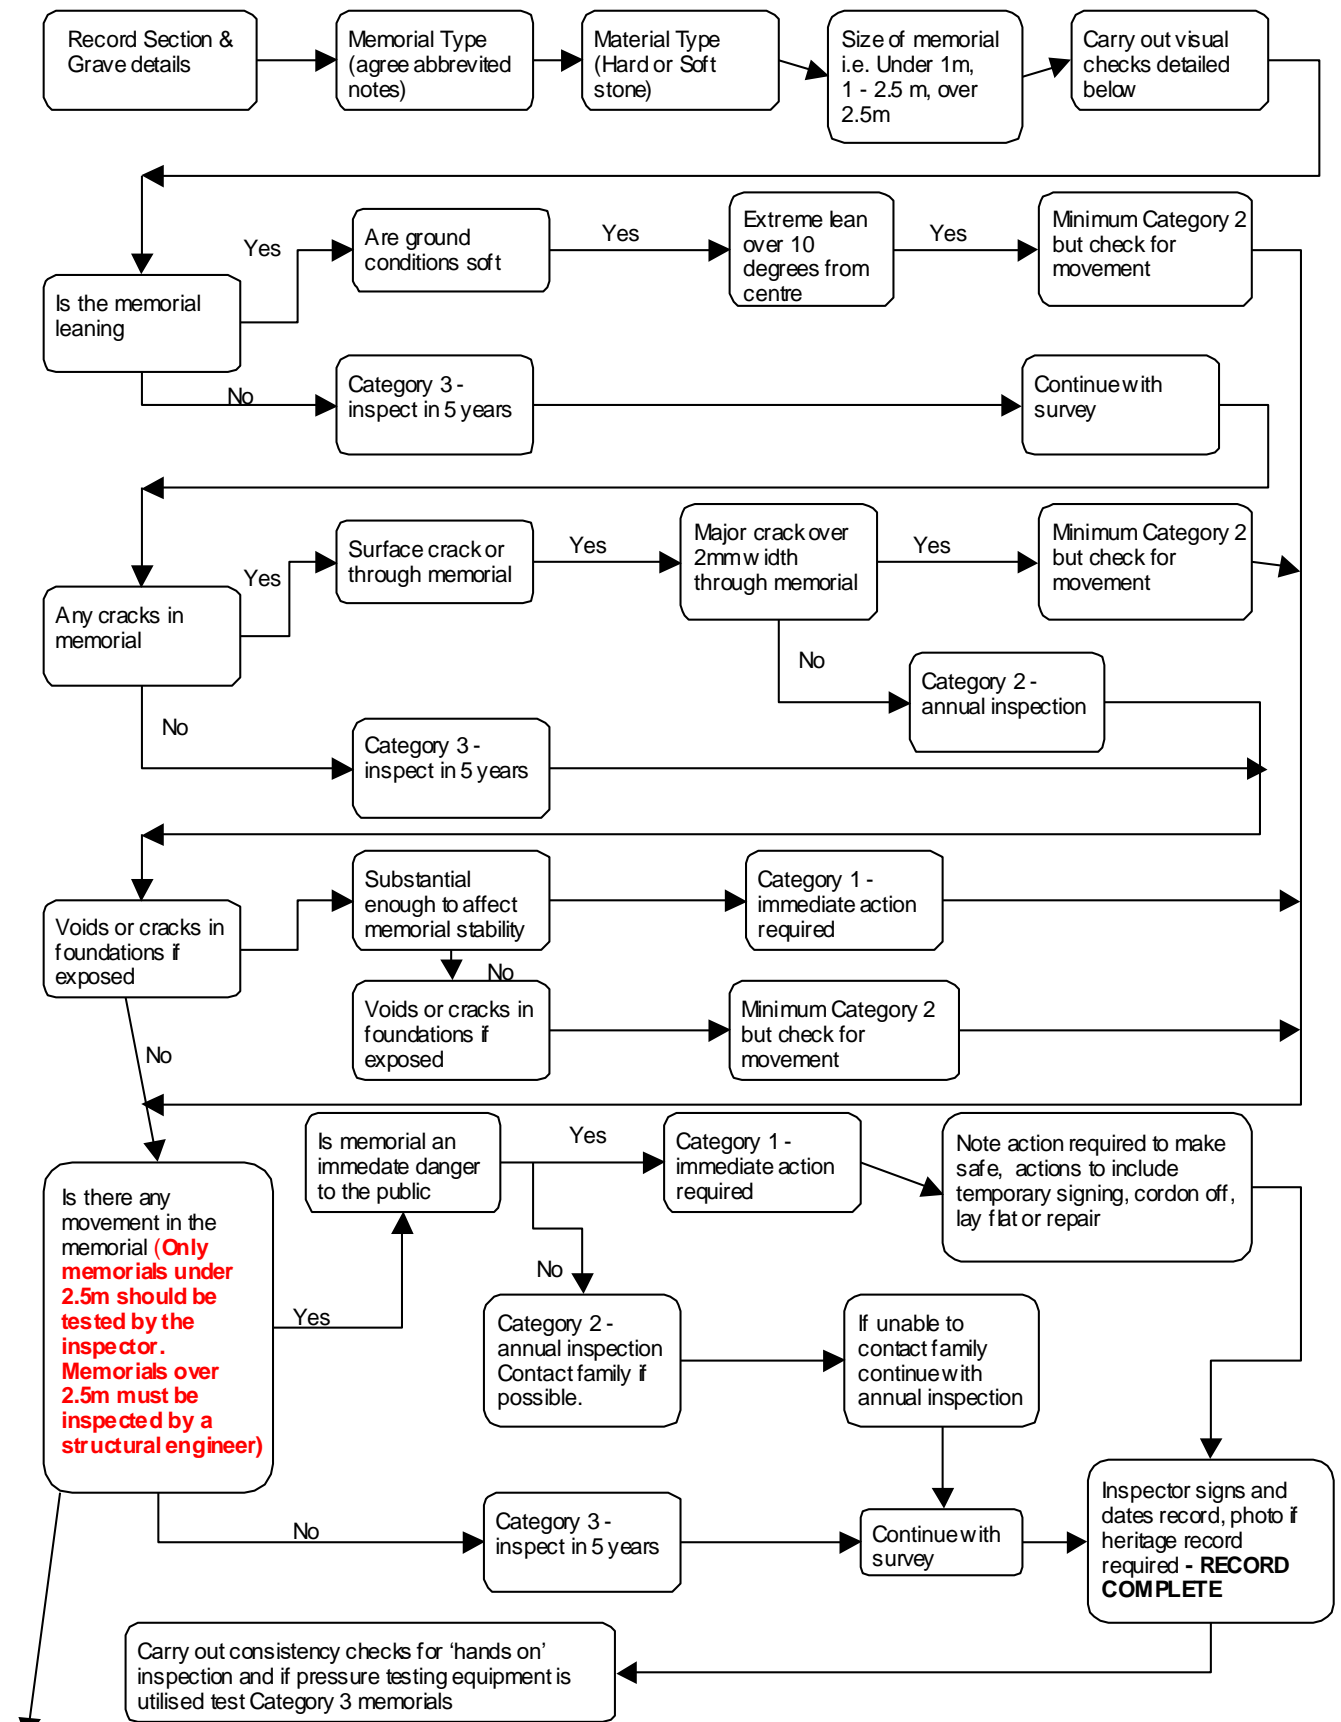 Record Section &
Grave details
Memorial Type
(agree abbrevited
notes)
Material Type
(Hard or Soft
stone)
Size of memorial
i.e. Under 1m,
1 - 2.5 m, over
2.5m
Carry out visual
checks detailed
below
Is the memorial
leaning
Yes
Are ground
conditions soft
Yes
Extreme lean
over 10
degrees from
centre
Yes
Minimum Category 2
but check for
movement
No
Category 3 -
inspect in 5 years
Continue with
survey
Any cracks in
memorial
Yes
Surface crack or
through memorial
Yes
Major crack over
2mm width
through memorial
Yes
Minimum Category 2
but check for
movement
No
Category 2 -
annual inspection
No
Category 3 -
inspect in 5 years
Voids or cracks in
foundations if
exposed
Substantial
enough to affect
memorial stability
Category 1 -
immediate action
required
No
Voids or cracks in
foundations if
exposed
Minimum Category 2
but check for
movement
No
Is there any
movement in the
memorial (Only
memorials under
2.5m should be
tested by the
inspector.
Memorials over
2.5m must be
inspected by a
structural engineer)
Yes
Is memorial an
immedate danger
to the public
Yes
Category 1 -
immediate action
required
Note action required to make
safe, actions to include
temporary signing, cordon off,
lay flat or repair
No
Category 2 -
annual inspection
Contact family if
possible.
If unable to
contact family
continue with
annual inspection
No
Category 3 -
inspect in 5 years
Continue with
survey
Inspector signs and
dates record, photo if
heritage record
required - RECORD
COMPLETE
Carry out consistency checks for ‘hands on’
inspection and if pressure testing equipment is
utilised test Category 3 memorials